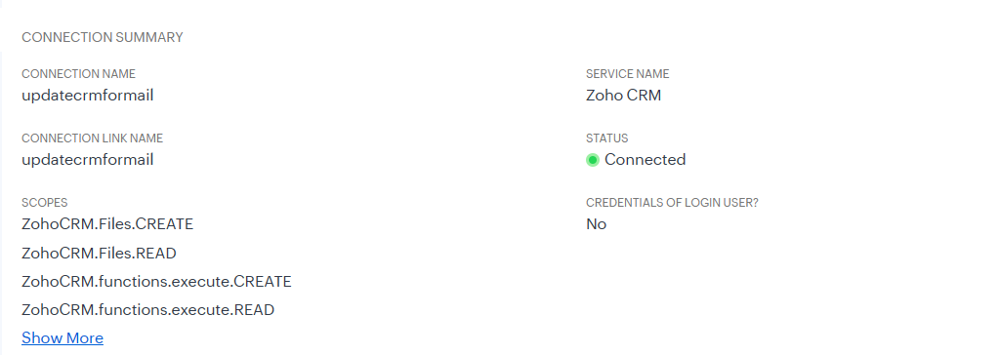 CONNECTION SUMMARY
CONNECTION NAME
updatecrmformail
SERVICE NAME
Zoho CRM
CONNECTION LINK NAME
updatecrmformail
STATUS
Connected
SCOPES
ZohoCRM.Files.CREATE
ZohoCRM.Files.READ
ZohoCRM.functions.execute.CREATE
ZohoCRM.functions.execute.READ
Show More
CREDENTIALS OF LOGIN USER?
No